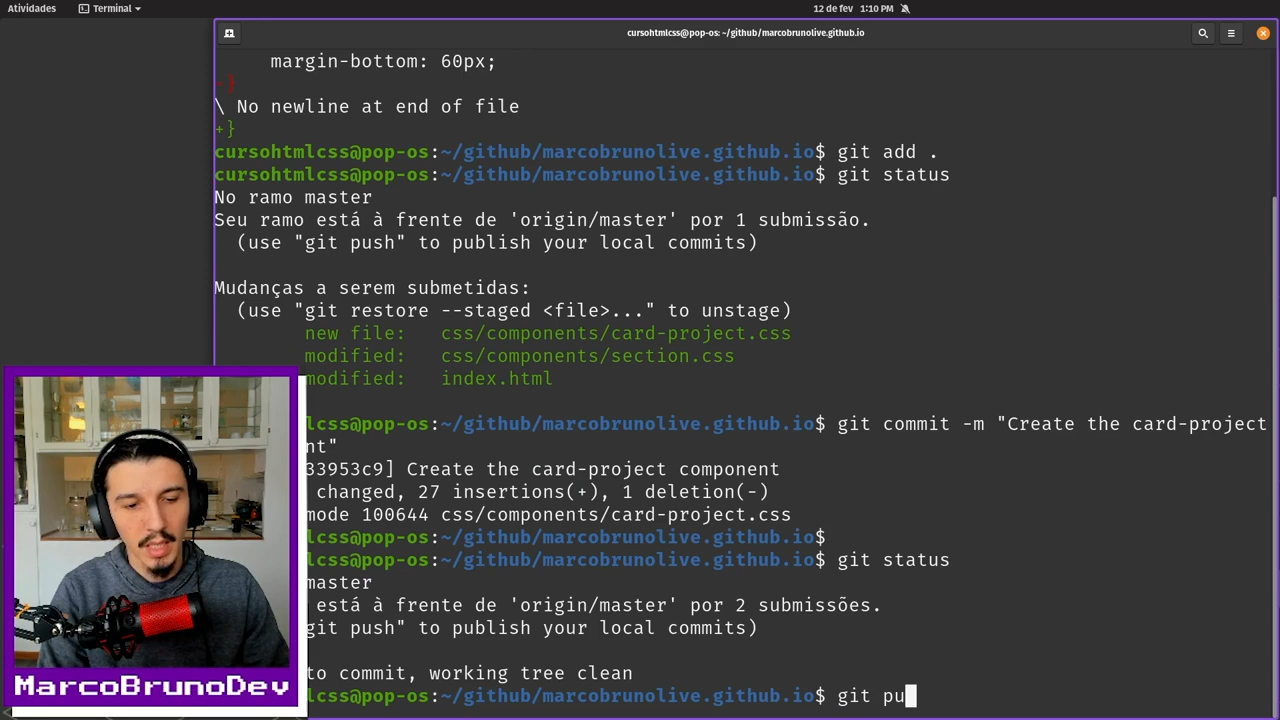 Atividades
Terminal
12 de fev 1:10 PM
cursohtmlcss@pop-os: ~/github/marcobrunolive.github.io
margin-bottom: 60px;
-}
\ No newline at end of file
+}
cursohtmlcss@pop-os:~/github/marcobrunolive.github.io$ git add .
cursohtmlcss@pop-os:~/github/marcobrunolive.github.io$ git status
No ramo master
Seu ramo está à frente de 'origin/master' por 1 submissão.
(use "git push" to publish your local commits)
Mudanças a serem submetidas:
(use "git restore --staged <file>..." to unstage)
new file: css/components/card-project.css
modified: css/components/section.css
modified: index.html
lcss@pop-os:~/github/marcobrunolive.github.io$ git commit -m "Create the card-project
nt"
33953c9] Create the card-project component
changed, 27 insertions(+), 1 deletion(-)
mode 100644 css/components/card-project.css
lcss@pop-os:~/github/marcobrunolive.github.io$
lcss@pop-os:~/github/marcobrunolive.github.io$ git status
master
está à frente de 'origin/master' por 2 submissões.
git push" to publish your local commits)
to commit, working tree clean
lcss@pop-os:~/github/marcobrunolive.github.io$ git pu
MarcoBrunoDev